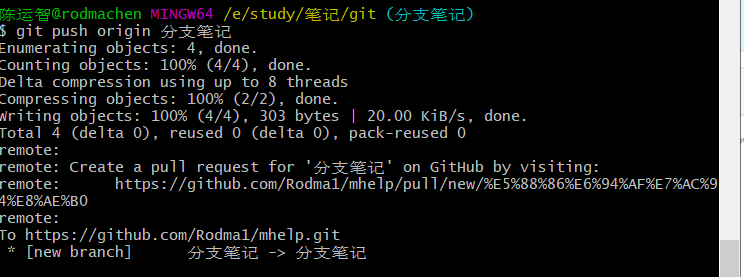 陈运智@rodmachen MINGW64 /e/study/笔记/git (分支笔记)
$ git push origin 分支笔记
Enumerating objects: 4, done.
Counting objects: 100% (4/4), done.
Delta compression using up to 8 threads
Compressing objects: 100% (2/2), done.
Writing objects: 100% (4/4), 303 bytes | 20.00 KiB/s, done.
Total 4 (delta 0), reused 0 (delta 0), pack-reused 0
remote:
remote: Create a pull request for '分支笔记' on GitHub by visiting:
remote:      https://github.com/Rodma1/mhelp/pull/new/%E5%88%86%E6%94%AF%E7%AC%9
4%E8%AE%B0
remote:
To https://github.com/Rodma1/mhelp.git
 * [new branch]      分支笔记 -> 分支笔记